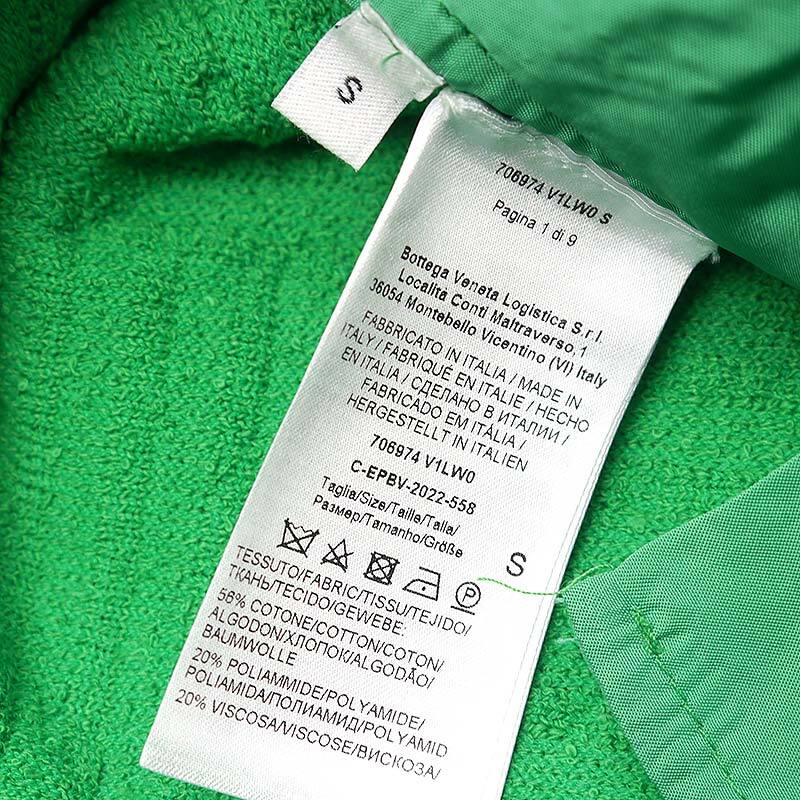 S
706974 V1LW0 S
Pagina 1 di 9
Bottega Veneta Logistica S.r.l.
Località Conti Maltraverso,1
36054 Montebello Vicentino (VI) Italy
FABBRICATO IN ITALIA / MADE IN
ITALY / FABRIQUÉ EN ITALIE / HECHO
EN ITALIA / СДЕЛАНО В ИТАЛИИ /
FABRICADO EM ITÁLIA /
HERGESTELLT IN ITALIEN
706974 V1LW0
C-EPBV-2022-558
Taglia/Size/Taille/Talla/
Размер/Tamanho/Größe
S
P
TESSUTO/FABRIC/TISSU/TEJIDO/
ТКАНЬ/TECIDO/GEWEBE:
56% COTONE/COTTON/COTON/
ALGODON/ХЛОПОК/ALGODÃO/
BAUMWOLLE
20% POLIAMMIDE/POLYAMIDE/
POLIAMIDA/ПОЛИАМИД/POLYAMID
20% VISCOSA/VISCOSE/ВИСКОЗА/